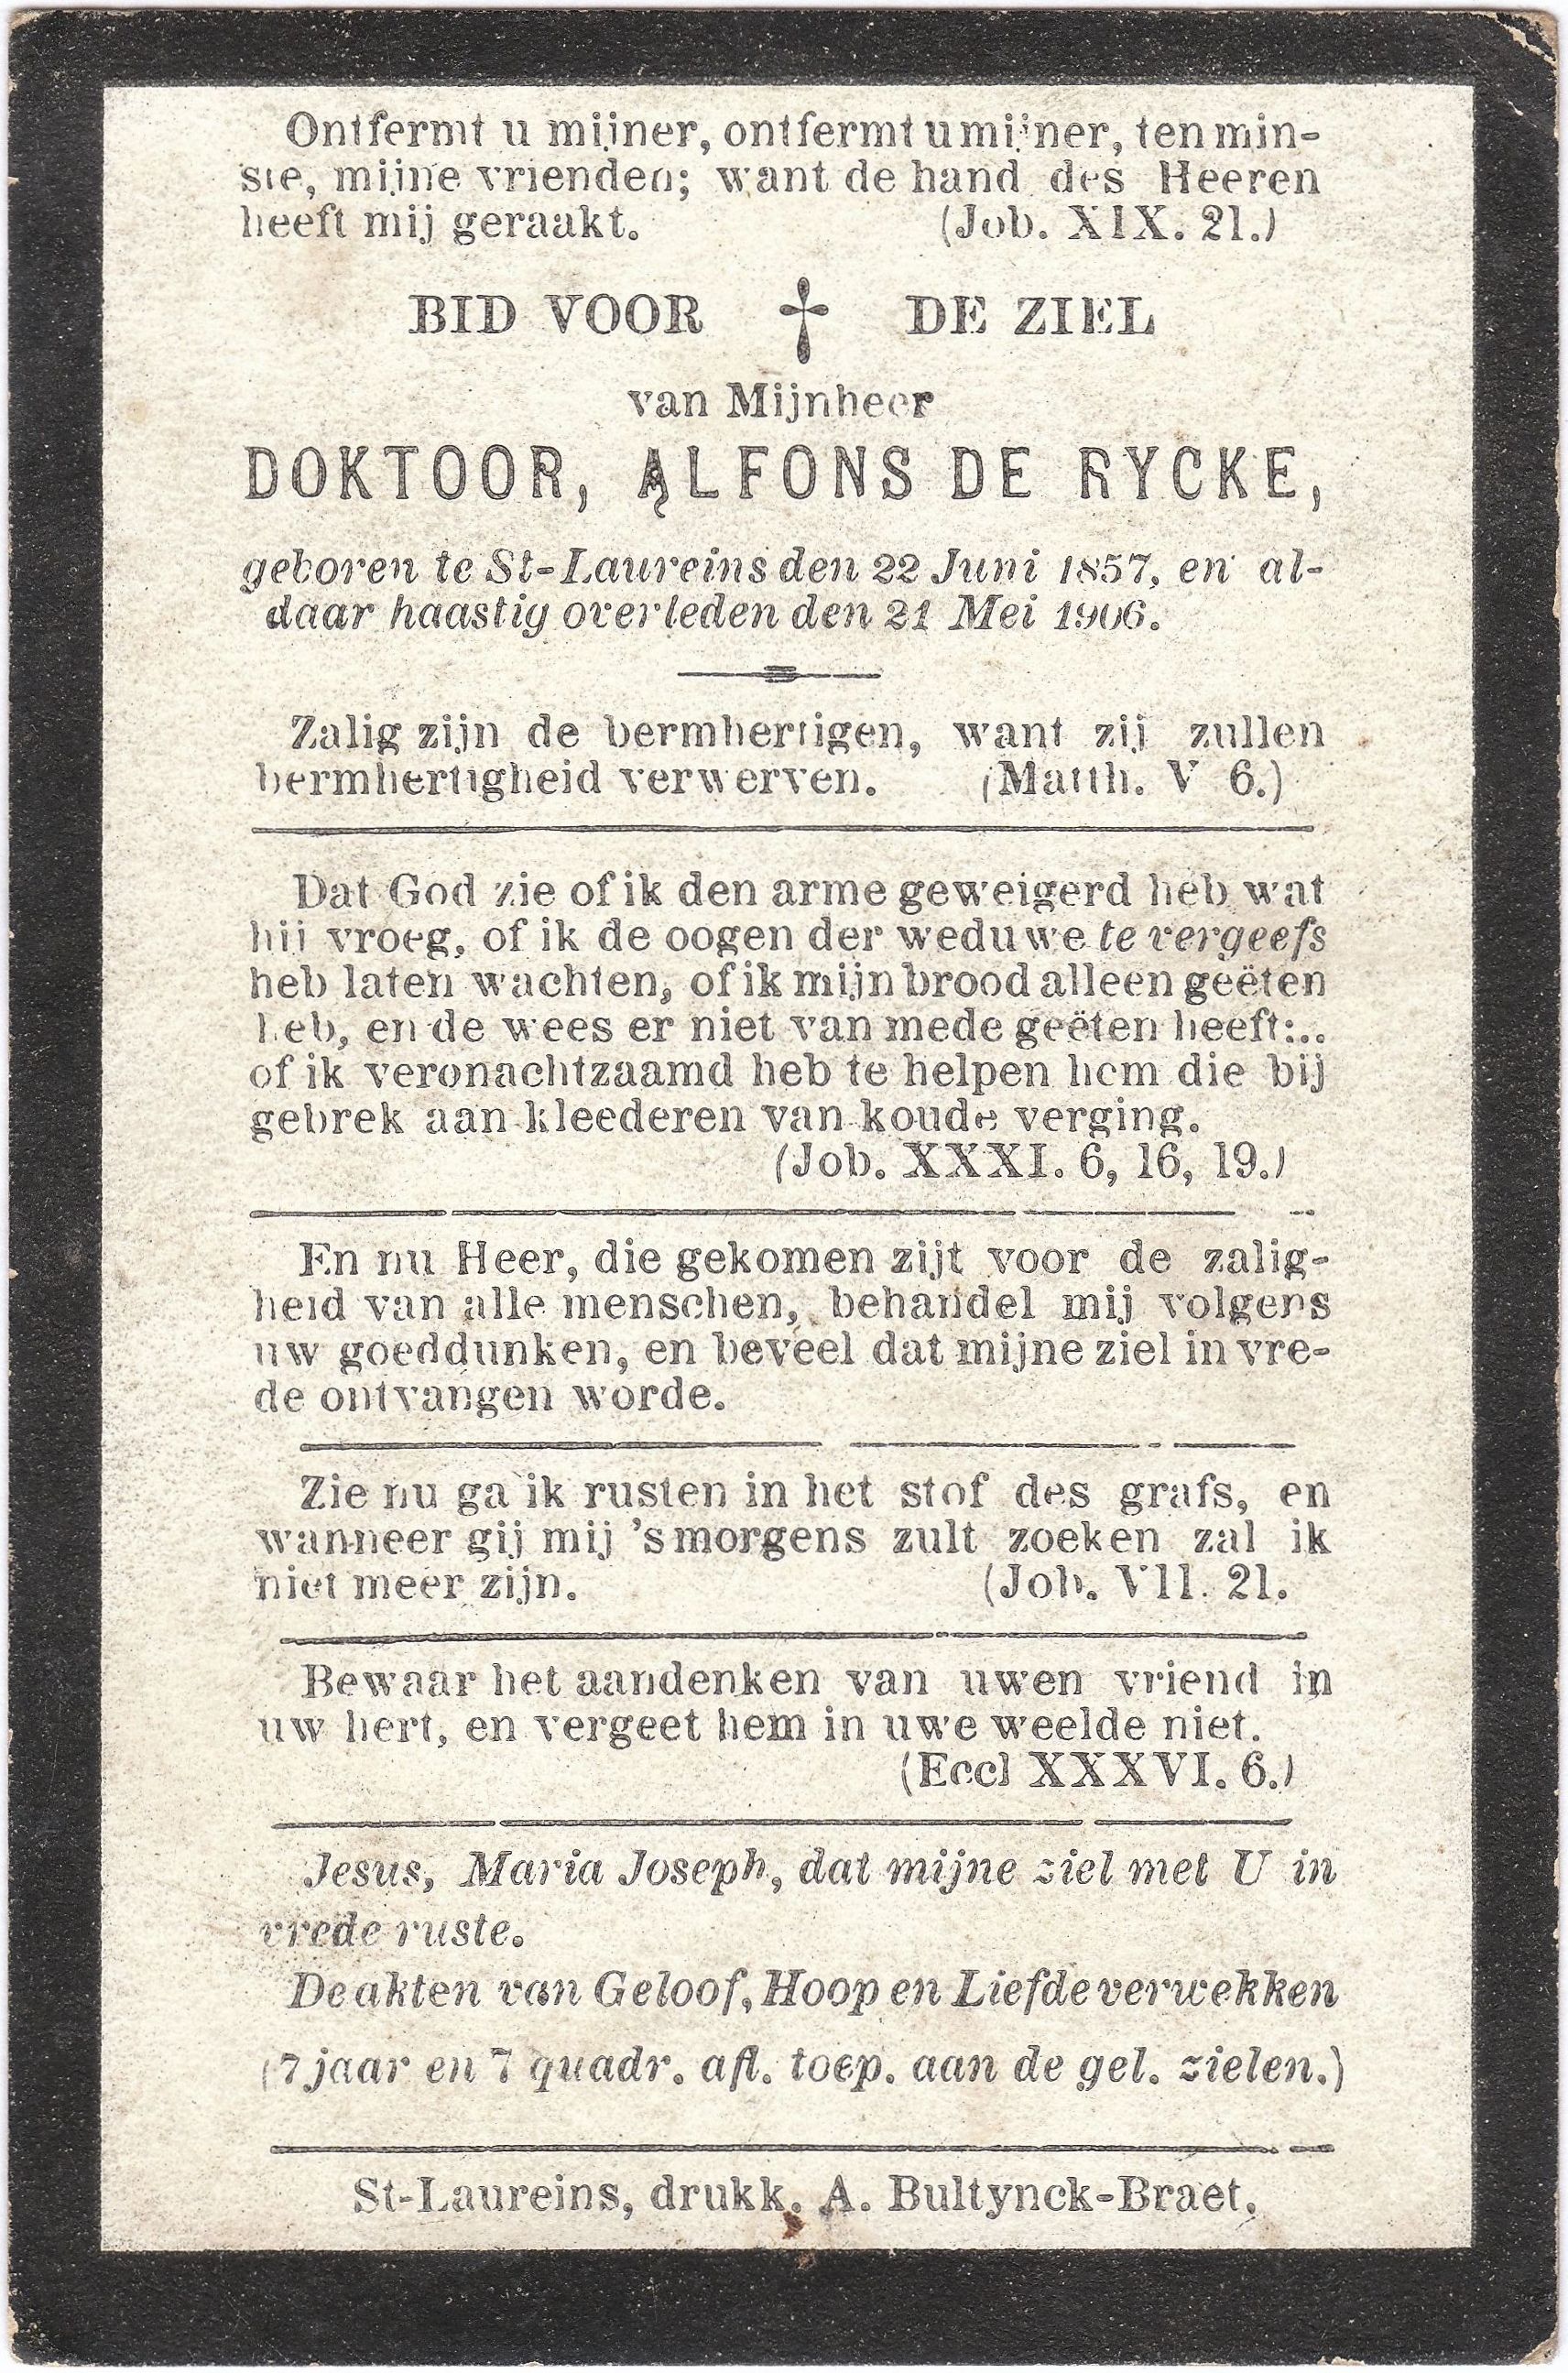 Ontfermt u mijner, ontfermt u mijner, ten min-
ste, mijne vrienden; want de hand des Heeren
heeft mij geraakt. (Job. XIX. 21.)
BID VOOR † DE ZIEL
van Mijnheer
DOKTOOR, ALFONS DE RYCKE,
geboren te St-Laureins den 22 Juni 1857, en al-
daar haastig overleden den 21 Mei 1906.
Zalig zijn de bermhertigen, want zij zullen
bermhertigheid verwerven. (Matth. V 6.)
Dat God zie of ik den arme geweigerd heb wat
hij vroeg, of ik de oogen der weduwe te vergeefs
heb laten wachten, of ik mijn brood alleen geëten
heb, en de wees er niet van mede geëten heeft:..
of ik veronachtzaamd heb te helpen hem die bij
gebrek aan kleederen van koude verging.
(Job. XXXI. 6, 16, 19.)
En nu Heer, die gekomen zijt voor de zalig-
heid van alle menschen, behandel mij volgens
uw goeddunken, en beveel dat mijne ziel in vre-
de ontvangen worde.
Zie nu ga ik rusten in het stof des grafs, en
wanneer gij mij 's morgens zult zoeken zal ik
niet meer zijn. (Job. VII. 21.
Bewaar het aandenken van uwen vriend in
uw hert, en vergeet hem in uwe weelde niet.
(Eccl XXXVI. 6.)
Jesus, Maria Joseph, dat mijne ziel met U in
vrede ruste.
De akten van Geloof, Hoop en Liefde verwekken
(7 jaar en 7 quadr. afl. toep. aan de gel. zielen.)
St-Laureins, drukk. A. Bultynck-Braet.